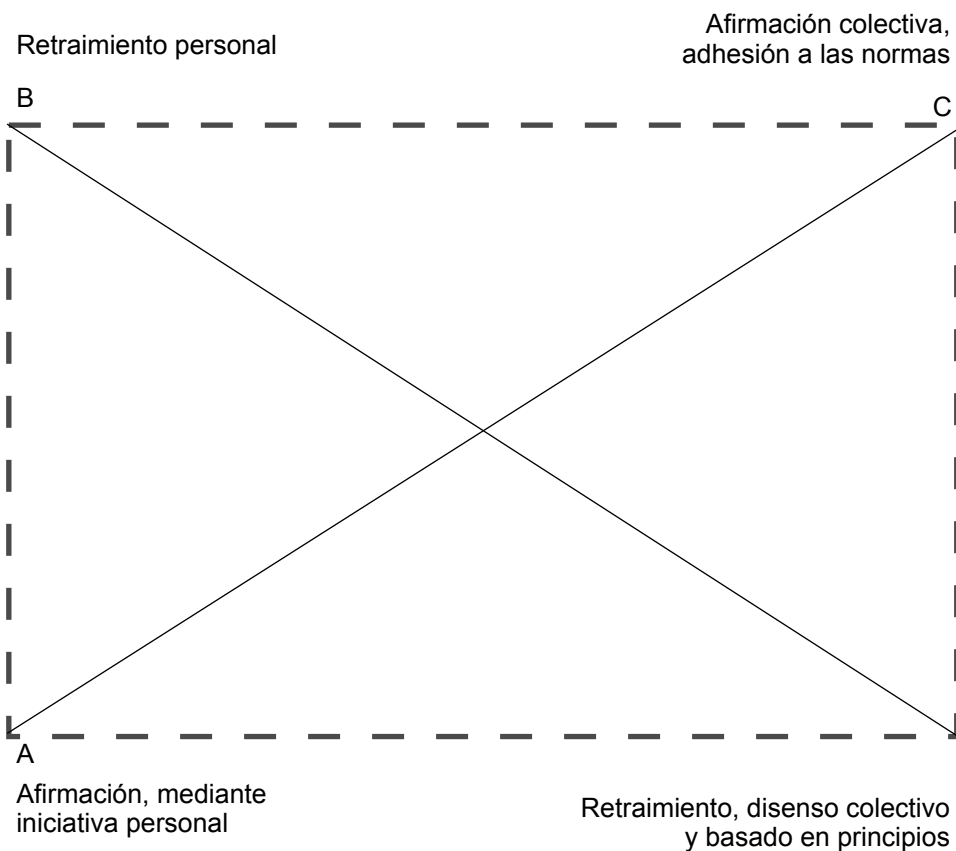 Retraimiento personal
Afirmación colectiva,
adhesión a las normas
B
C
A
Afirmación, mediante
iniciativa personal
Retraimiento, disenso colectivo
y basado en principios